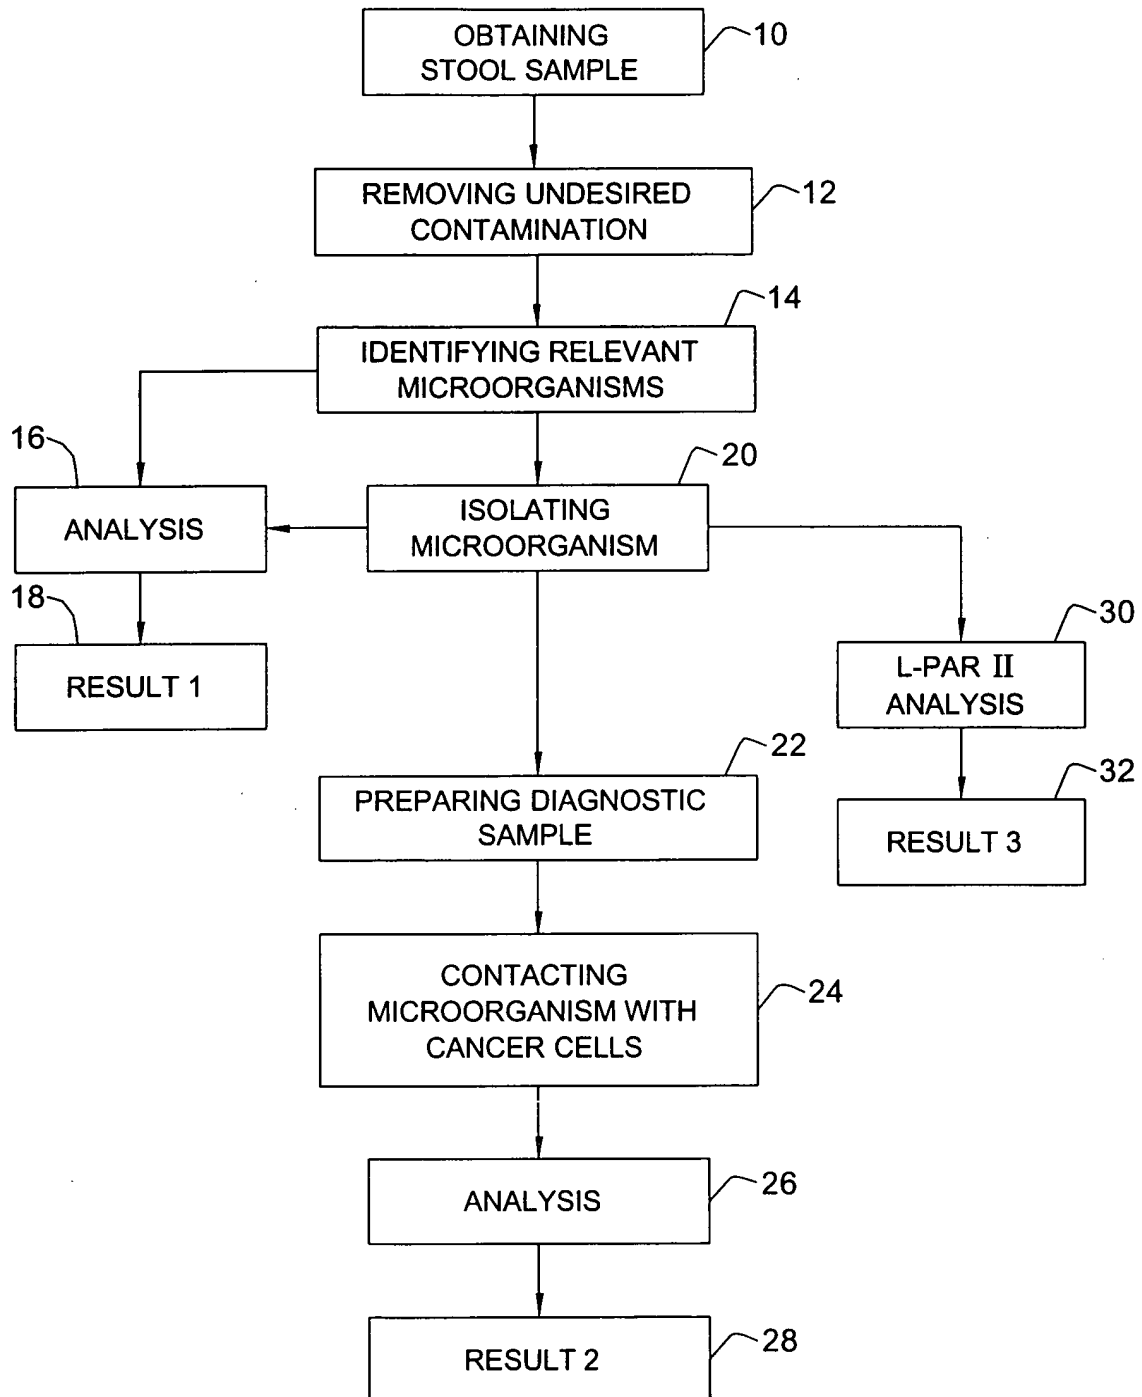 OBTAINING
STOOL SAMPLE
10
REMOVING UNDESIRED
CONTAMINATION
12
14
IDENTIFYING RELEVANT
MICROORGANISMS
16
ANALYSIS
20
ISOLATING
MICROORGANISM
18
RESULT 1
30
L-PAR II
ANALYSIS
22
PREPARING DIAGNOSTIC
SAMPLE
32
RESULT 3
CONTACTING
MICROORGANISM WITH
CANCER CELLS
24
ANALYSIS
26
RESULT 2
28